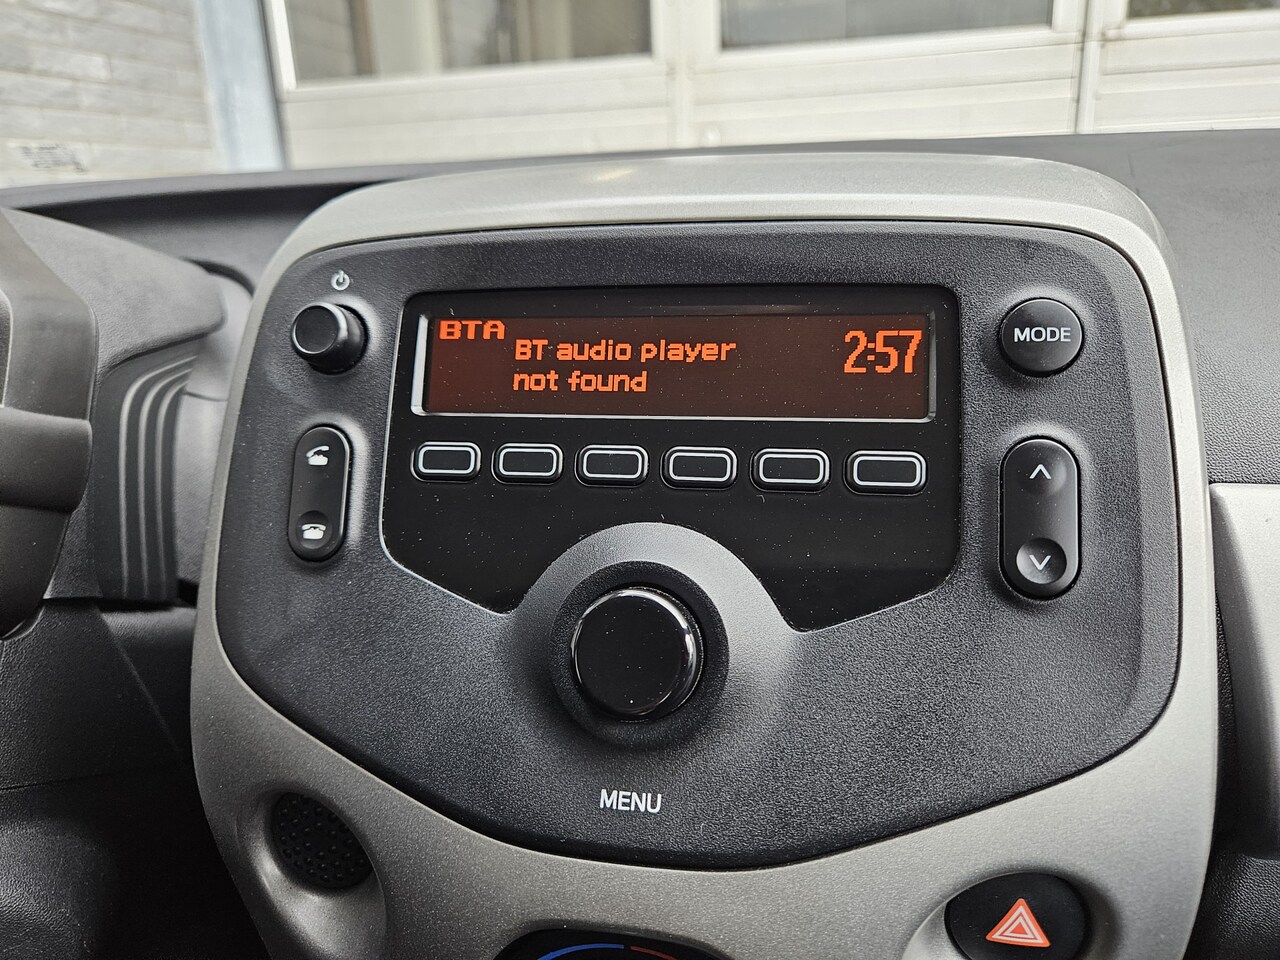 BTA
BT audio player
not found
2:57
MODE
MENU